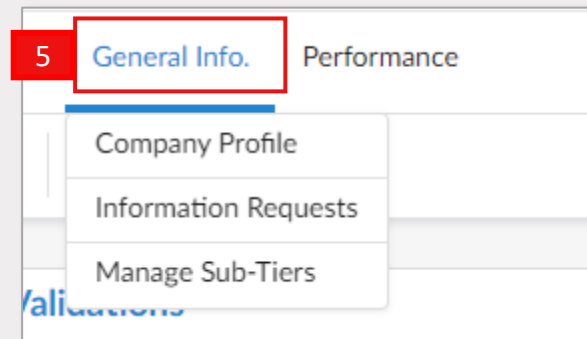 5 General Info. Performance
Company Profile
Information Requests
Manage Sub-Tiers